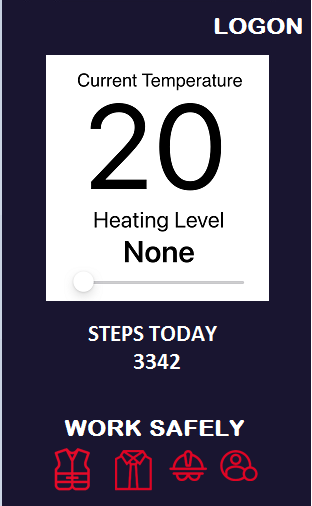 LOGON
Current Temperature
20
Heating Level
None
STEPS TODAY
3342
WORK SAFELY